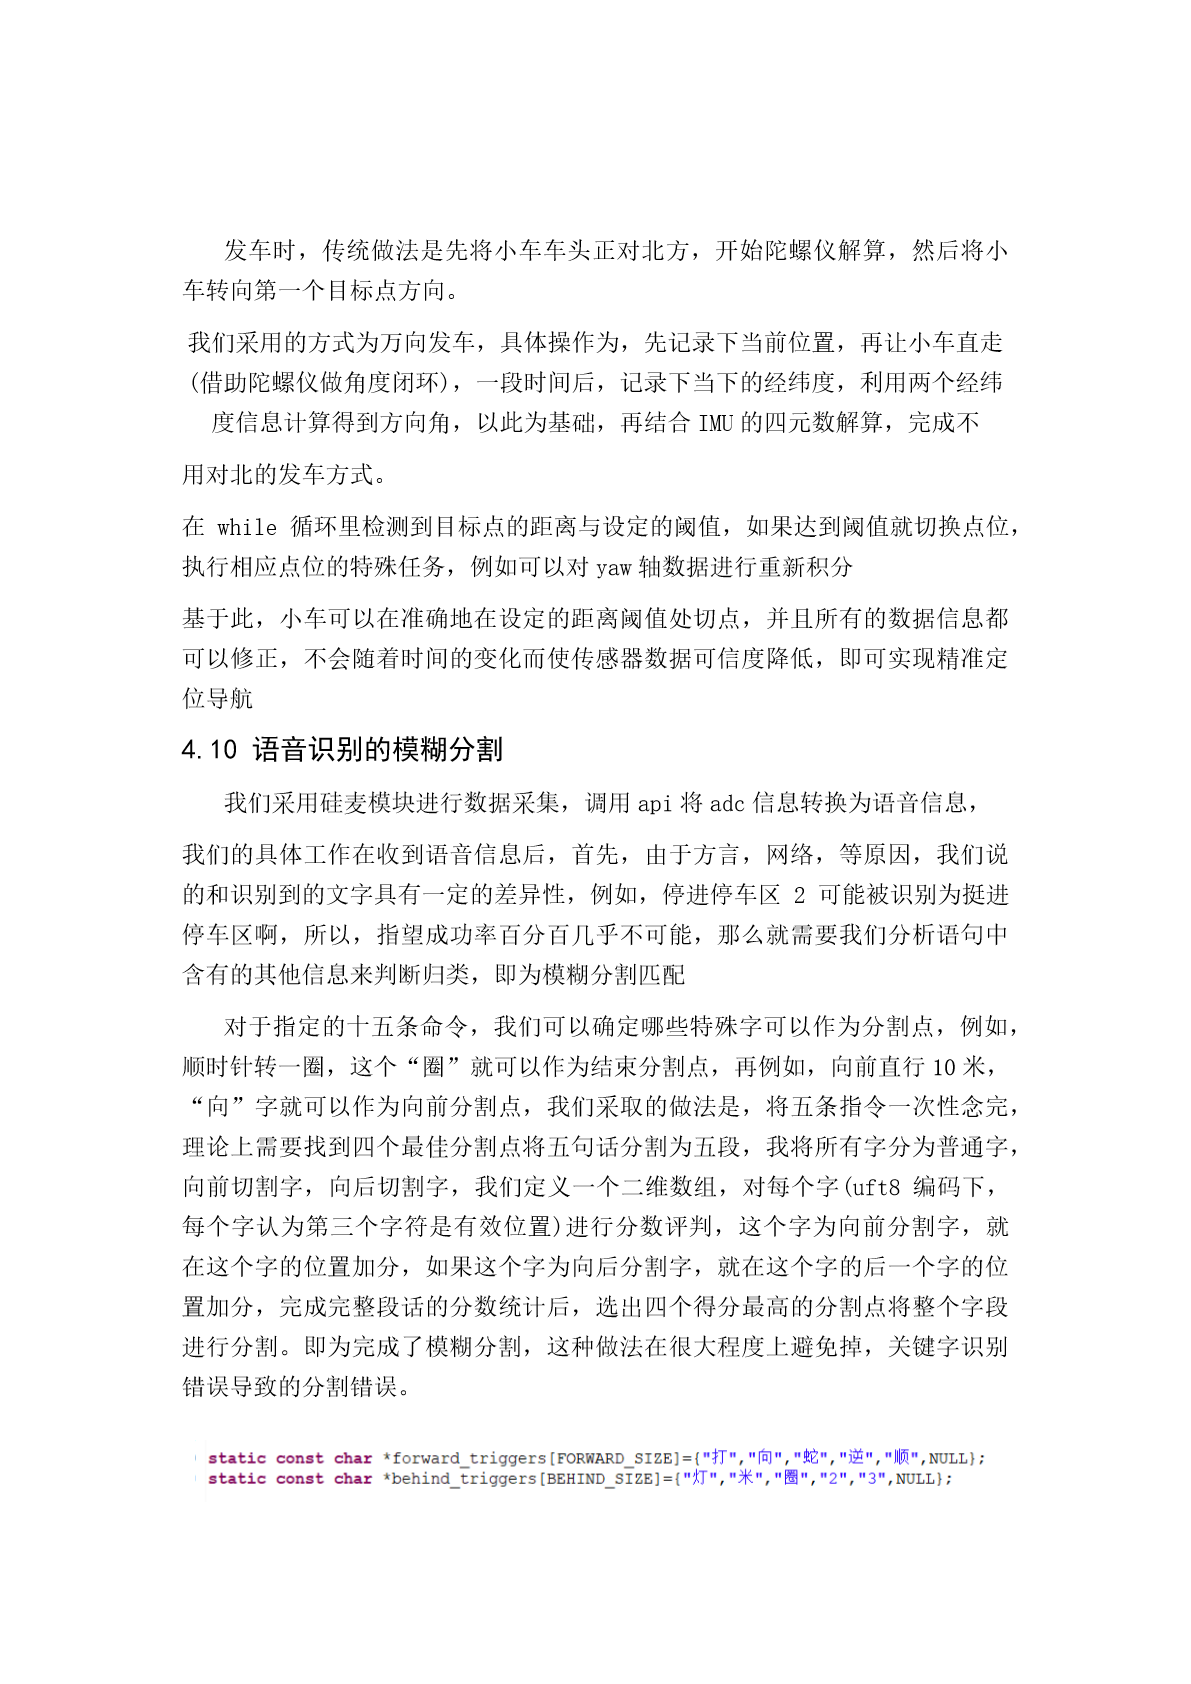 发车时，传统做法是先将小车车头正对北方，开始陀螺仪解算，然后将小
车转向第一个目标点方向。
我们采用的方式为万向发车，具体操作为，先记录下当前位置，再让小车直走
(借助陀螺仪做角度闭环)，一段时间后，记录下当下的经纬度，利用两个经纬
度信息计算得到方向角，以此为基础，再结合 IMU 的四元数解算，完成不
用对北的发车方式。
在 while 循环里检测到目标点的距离与设定的阈值，如果达到阈值就切换点位，
执行相应点位的特殊任务，例如可以对 yaw 轴数据进行重新积分
基于此，小车可以在准确地在设定的距离阈值处切点，并且所有的数据信息都
可以修正，不会随着时间的变化而使传感器数据可信度降低，即可实现精准定
位导航
4.10 语音识别的模糊分割
我们采用硅麦模块进行数据采集，调用 api 将 adc 信息转换为语音信息，
我们的具体工作在收到语音信息后，首先，由于方言，网络，等原因，我们说
的和识别到的文字具有一定的差异性，例如，停进停车区 2 可能被识别为挺进
停车区啊，所以，指望成功率百分百几乎不可能，那么就需要我们分析语句中
含有的其他信息来判断归类，即为模糊分割匹配
对于指定的十五条命令，我们可以确定哪些特殊字可以作为分割点，例如，
顺时针转一圈，这个“圈”就可以作为结束分割点，再例如，向前直行 10 米，
“向”字就可以作为向前分割点，我们采取的做法是，将五条指令一次性念完，
理论上需要找到四个最佳分割点将五句话分割为五段，我将所有字分为普通字，
向前切割字，向后切割字，我们定义一个二维数组，对每个字(uft8 编码下，
每个字认为第三个字符是有效位置)进行分数评判，这个字为向前分割字，就
在这个字的位置加分，如果这个字为向后分割字，就在这个字的后一个字的位
置加分，完成完整段话的分数统计后，选出四个得分最高的分割点将整个字段
进行分割。即为完成了模糊分割，这种做法在很大程度上避免掉，关键字识别
错误导致的分割错误。
static const char *forward_triggers[FORWARD_SIZE]={"打","向","蛇","逆","顺",NULL};
static const char *behind_triggers[BEHIND_SIZE]={"灯","米","圈","2","3",NULL};